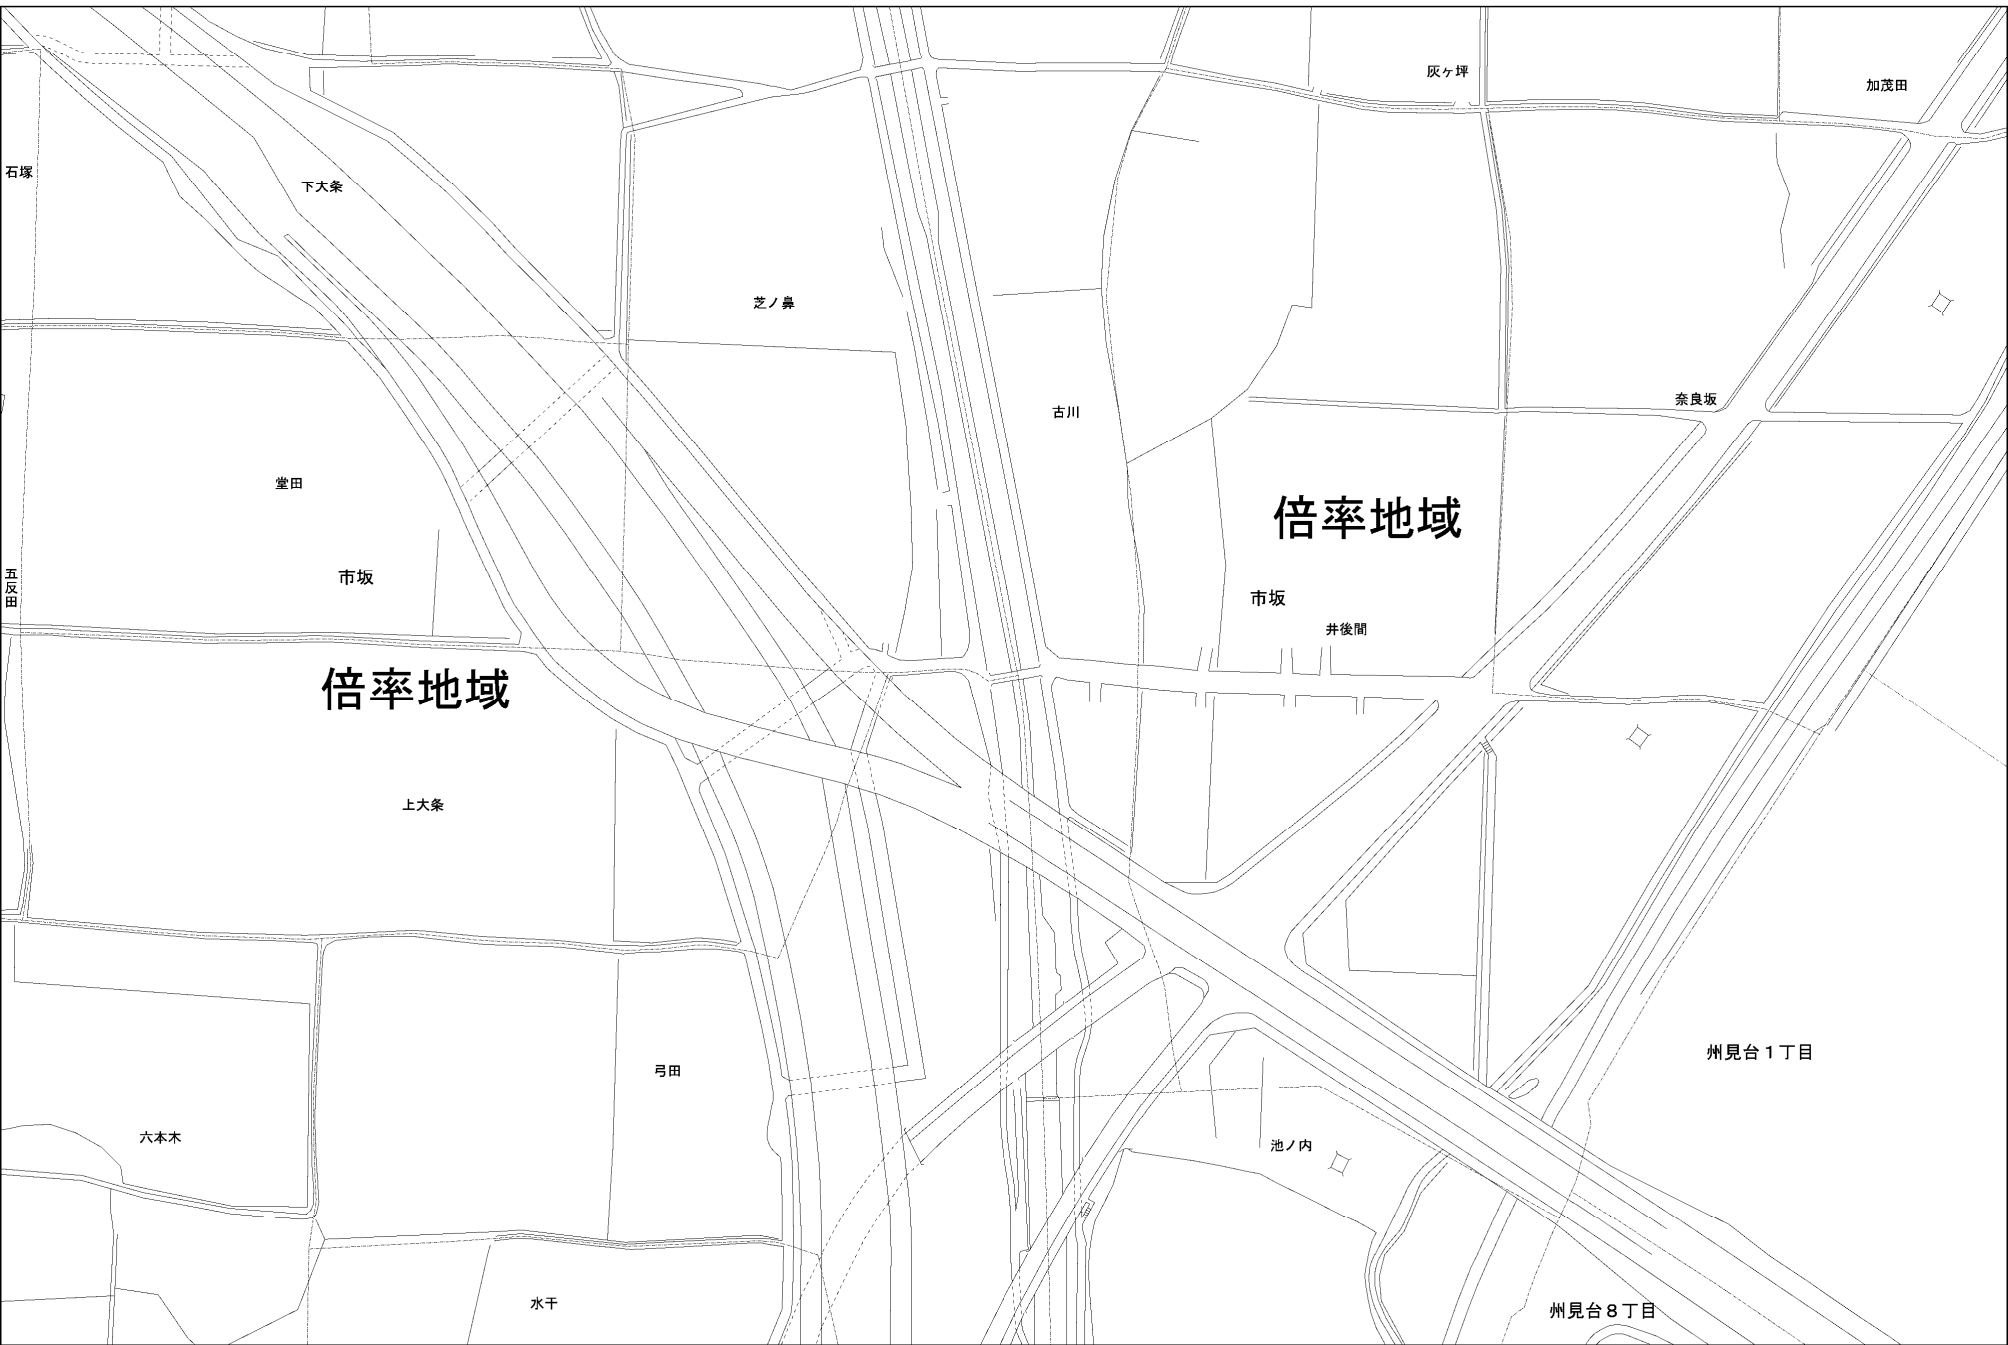 灰ヶ坪
加茂田
石塚
下大条
芝ノ鼻
奈良坂
古川
堂田
倍率地域
市坂
五反田
市坂
井後間
倍率地域
上大条
州見台1丁目
弓田
六本木
池ノ内
水干
州見台8丁目